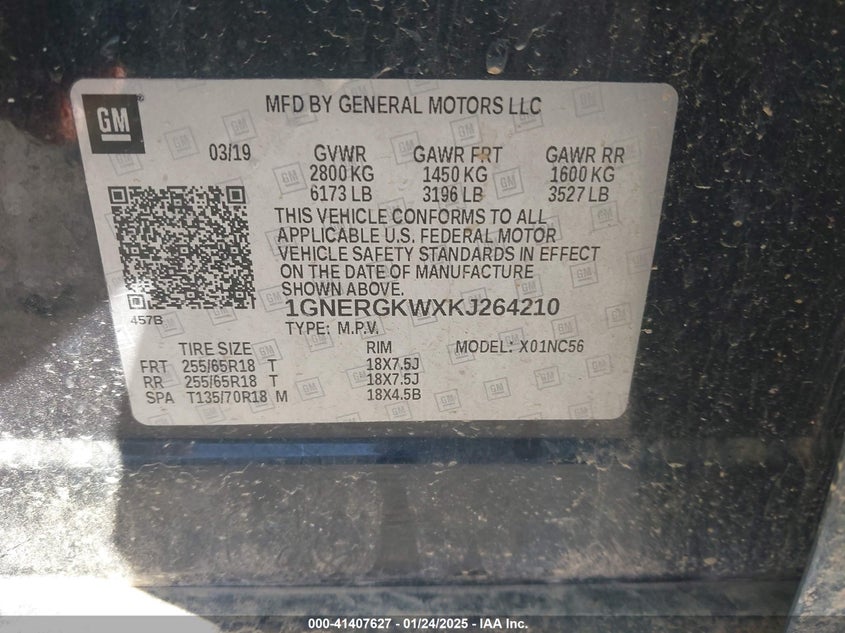 GM
MFD BY GENERAL MOTORS LLC
03/19 GVWR GAWR FRT GAWR RR
2800 KG 1450 KG 1600 KG
6173 LB 3196 LB 3527 LB
THIS VEHICLE CONFORMS TO ALL
APPLICABLE U.S. FEDERAL MOTOR
VEHICLE SAFETY STANDARDS IN EFFECT
ON THE DATE OF MANUFACTURE
SHOWN ABOVE.
457B
1GNERGKWXKJ264210
TYPE: M.P.V.
TIRE SIZE RIM MODEL: X01NC56
FRT 255/65R18 T 18X7.5J
RR 255/65R18 T 18X7.5J
SPA T135/70R18 M 18X4.5B
000-41407627 - 01/24/2025 - IAA Inc.